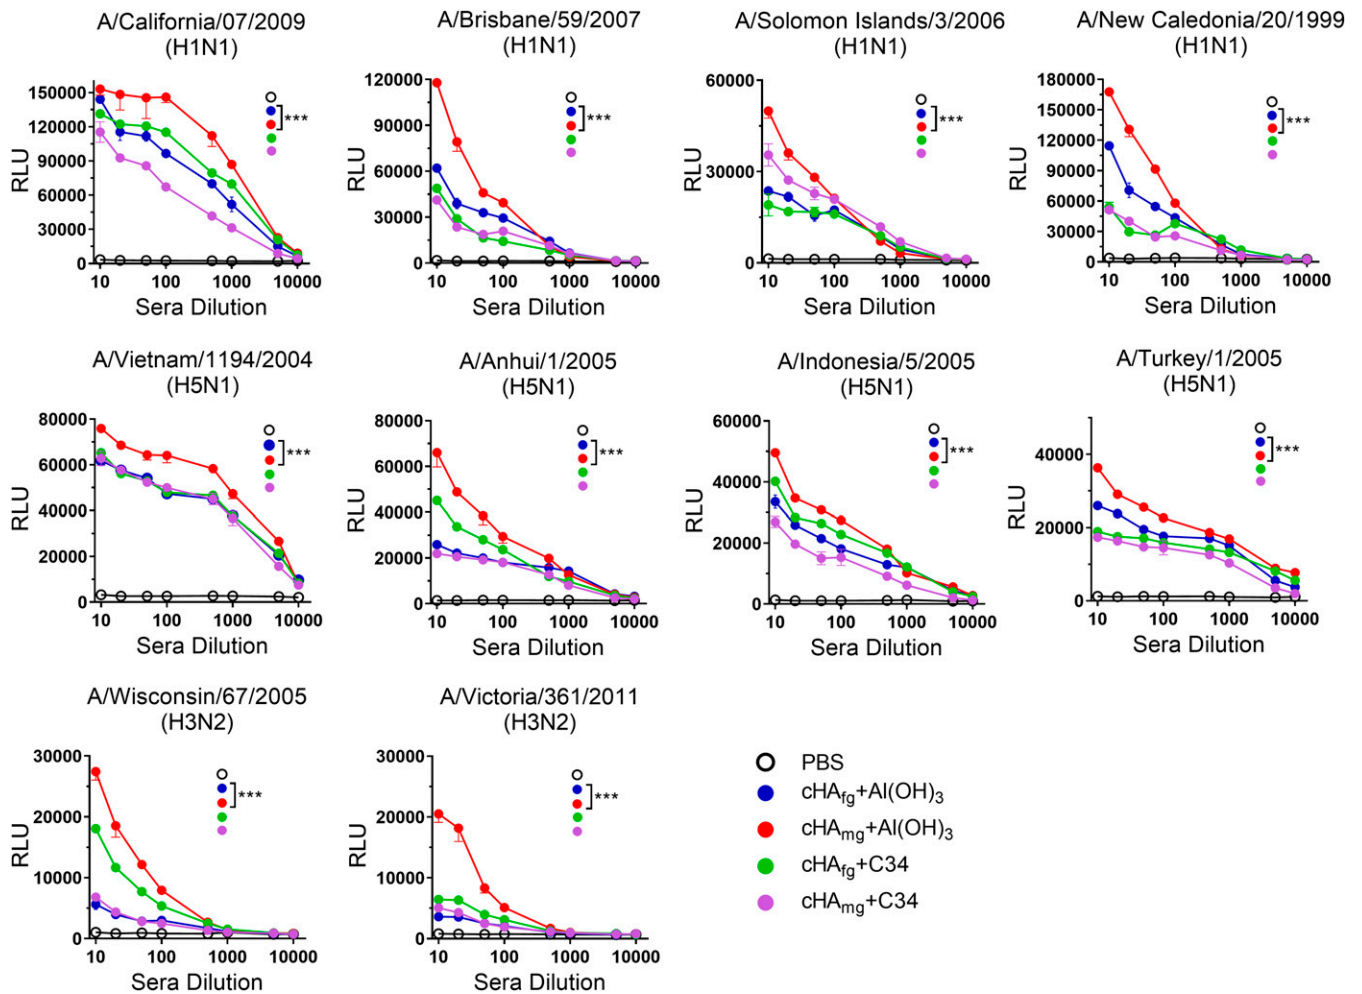 A/California/07/2009
(H1N1)
A/Brisbane/59/2007
(H1N1)
A/Solomon Islands/3/2006
(H1N1)
A/New Caledonia/20/1999
(H1N1)
RLU
150000
120000
90000
60000
30000
0
10
100
1000
10000
Sera Dilution
***
RLU
120000
90000
60000
30000
0
10
100
1000
10000
Sera Dilution
***
RLU
60000
30000
0
10
100
1000
10000
Sera Dilution
***
RLU
180000
150000
120000
90000
60000
30000
0
10
100
1000
10000
Sera Dilution
***
A/Vietnam/1194/2004
(H5N1)
A/Anhui/1/2005
(H5N1)
A/Indonesia/5/2005
(H5N1)
A/Turkey/1/2005
(H5N1)
RLU
80000
60000
40000
20000
0
10
100
1000
10000
Sera Dilution
***
RLU
80000
60000
40000
20000
0
10
100
1000
10000
Sera Dilution
***
RLU
60000
40000
20000
0
10
100
1000
10000
Sera Dilution
***
RLU
40000
20000
0
10
100
1000
10000
Sera Dilution
***
A/Wisconsin/67/2005
(H3N2)
A/Victoria/361/2011
(H3N2)
RLU
30000
20000
10000
0
10
100
1000
10000
Sera Dilution
***
RLU
30000
20000
10000
0
10
100
1000
10000
Sera Dilution
***
PBS
cHAfg+Al(OH)3
cHAmg+Al(OH)3
cHAfg+C34
cHAmg+C34